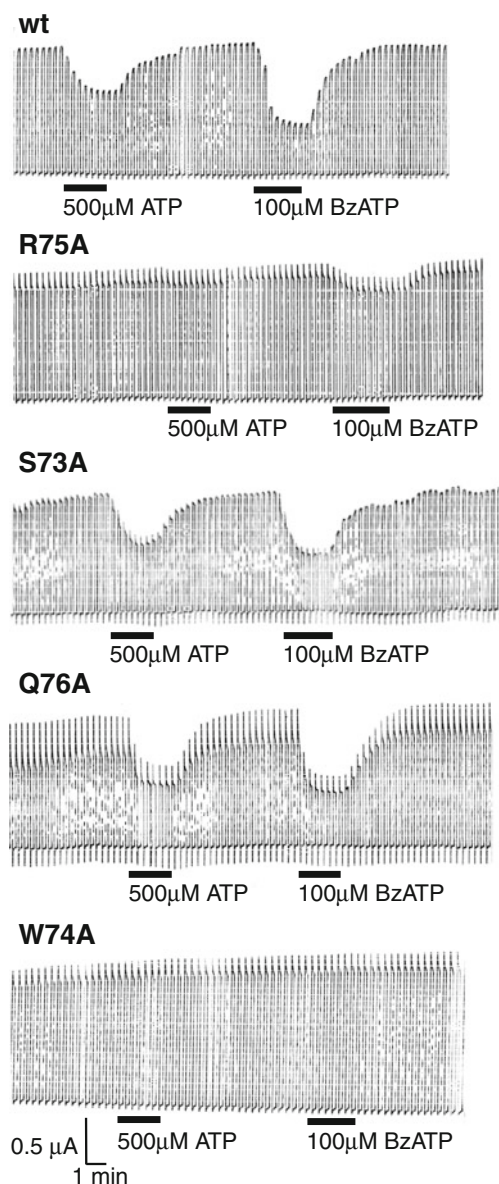 wt
500µM ATP 100µM BzATP
R75A
500µM ATP 100µM BzATP
S73A
500µM ATP 100µM BzATP
Q76A
500µM ATP 100µM BzATP
W74A
0.5 µA 500µM ATP 100µM BzATP
1 min